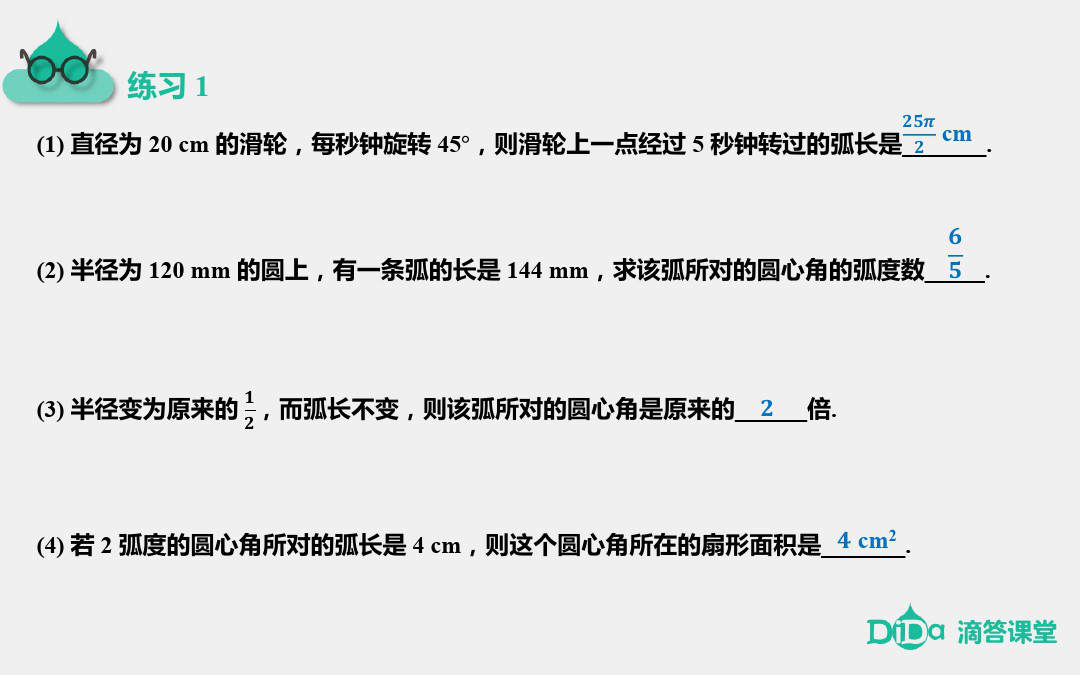 练习 1
(1) 直径为 20 cm 的滑轮，每秒钟旋转 45°，则滑轮上一点经过 5 秒钟转过的弧长是 25π/2 cm.
(2) 半径为 120 mm 的圆上，有一条弧的长是 144 mm，求该弧所对的圆心角的弧度数 6/5.
(3) 半径变为原来的 1/2，而弧长不变，则该弧所对的圆心角是原来的 2 倍.
(4) 若 2 弧度的圆心角所对的弧长是 4 cm，则这个圆心角所在的扇形面积是 4 cm².
DiDa 滴答课堂